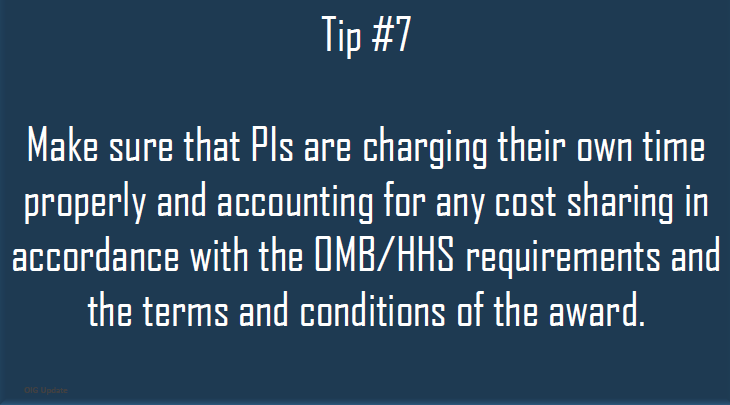 Tip #7
Make sure that PIs are charging their own time
properly and accounting for any cost sharing in
accordance with the OMB/HHS requirements and
the terms and conditions of the award.